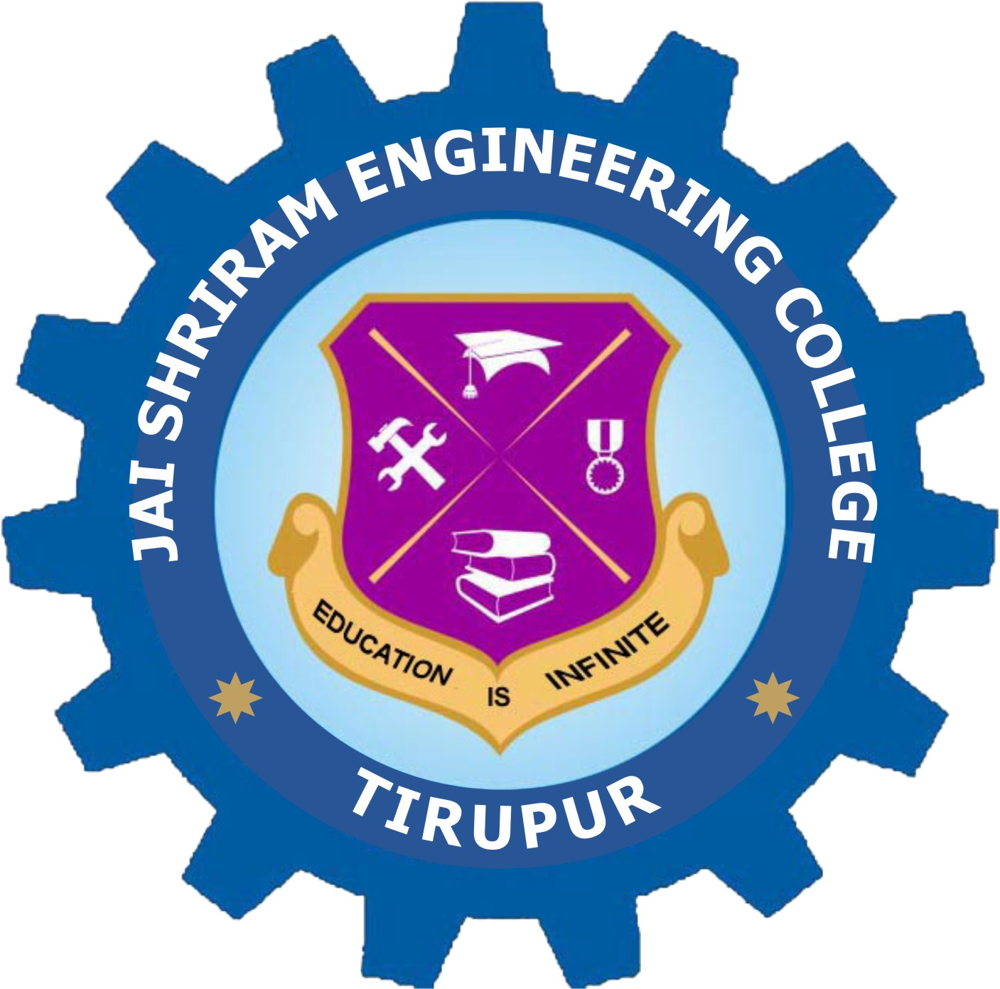 JAI SHRIRAM ENGINEERING COLLEGE
EDUCATION IS INFINITE
TIRUPUR